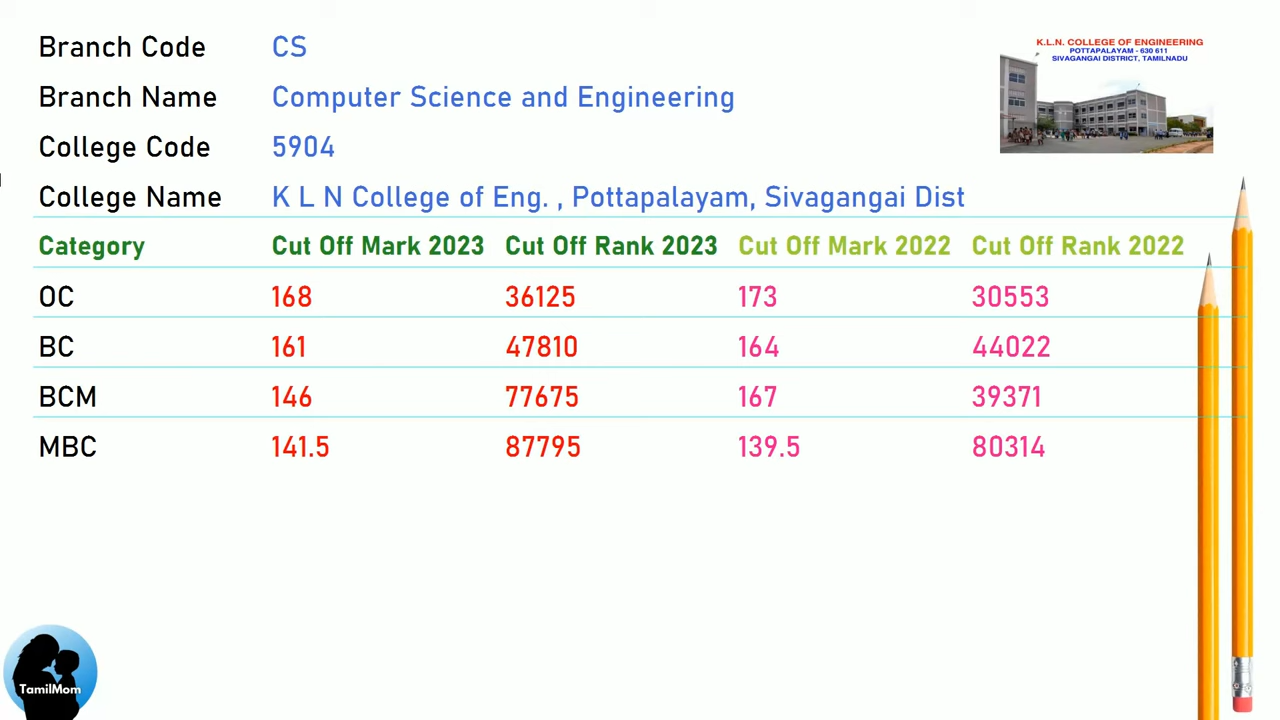 Branch Code CS
Branch Name Computer Science and Engineering
College Code 5904
College Name K L N College of Eng. , Pottapalayam, Sivagangai Dist
K.L.N. COLLEGE OF ENGINEERING
POTTAPALAYAM - 630 611
SIVAGANGAI DISTRICT, TAMILNADU
Category Cut Off Mark 2023 Cut Off Rank 2023 Cut Off Mark 2022 Cut Off Rank 2022
OC 168 36125 173 30553
BC 161 47810 164 44022
BCM 146 77675 167 39371
MBC 141.5 87795 139.5 80314
TamilMom